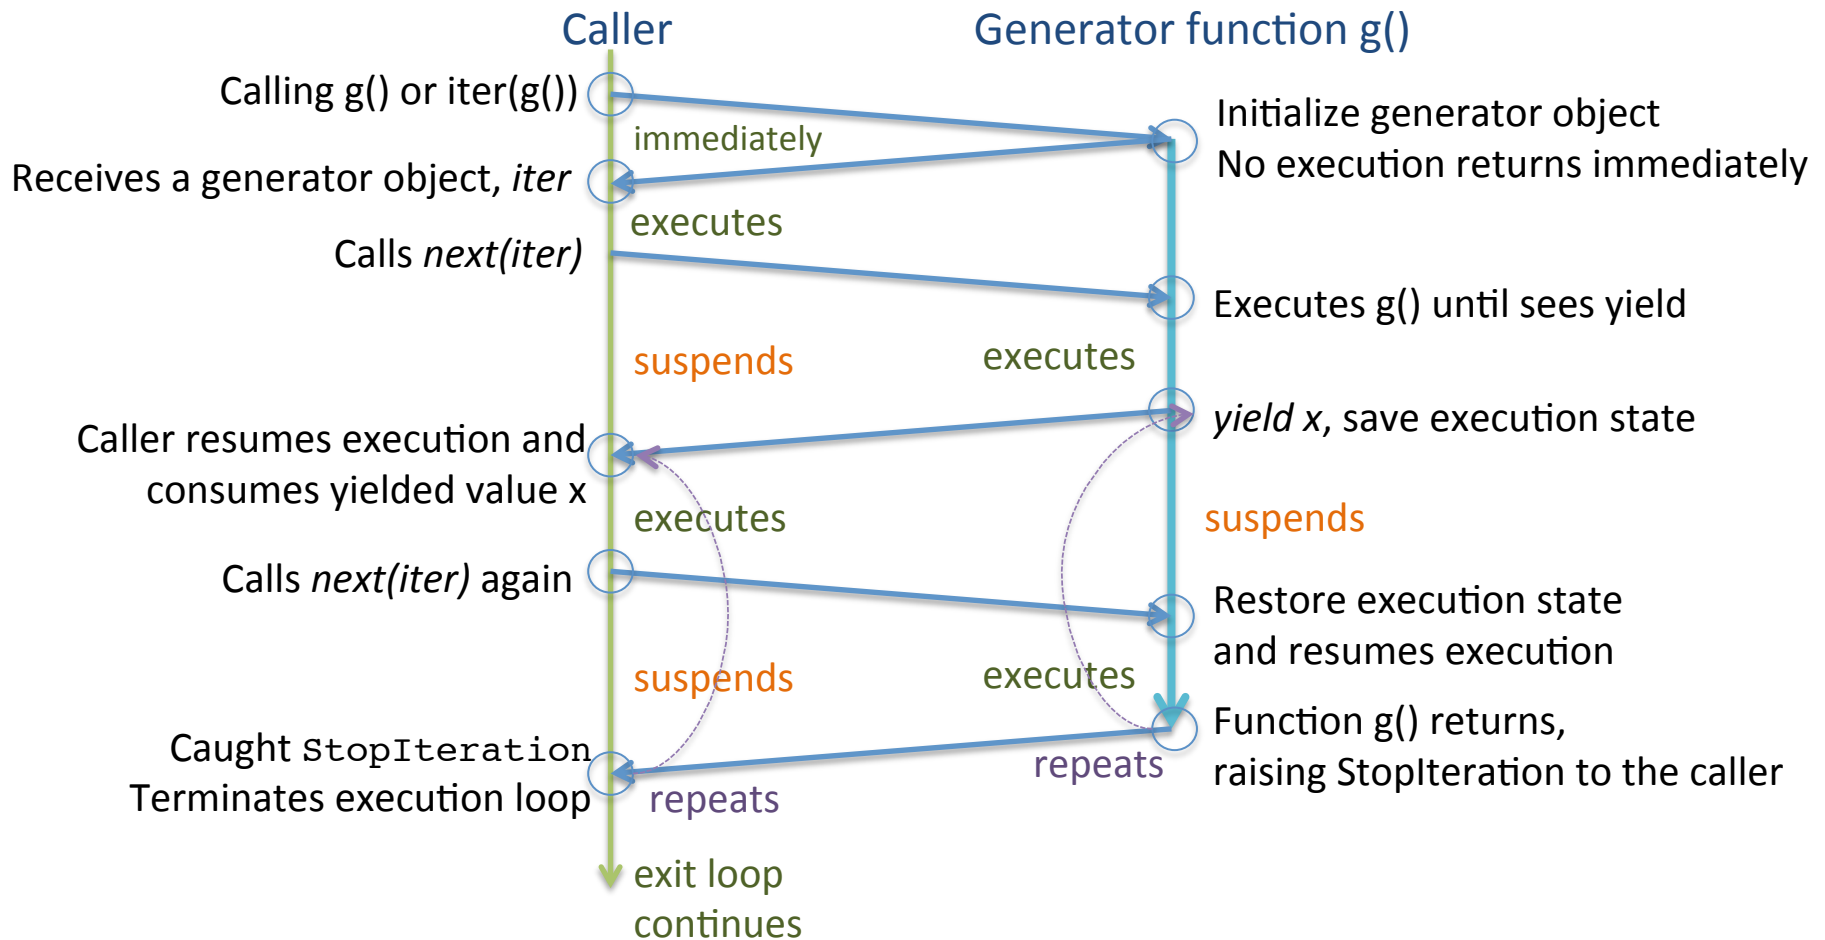 Caller
Generator function g()
Calling g() or iter(g())
Initialize generator object
No execution returns immediately
immediately
Receives a generator object, iter
executes
Calls next(iter)
Executes g() until sees yield
suspends
executes
yield x, save execution state
Caller resumes execution and
consumes yielded value x
executes
suspends
Calls next(iter) again
Restore execution state
and resumes execution
suspends
executes
Function g() returns,
raising StopIteration to the caller
Caught StopIteration
Terminates execution loop
repeats
repeats
exit loop
continues